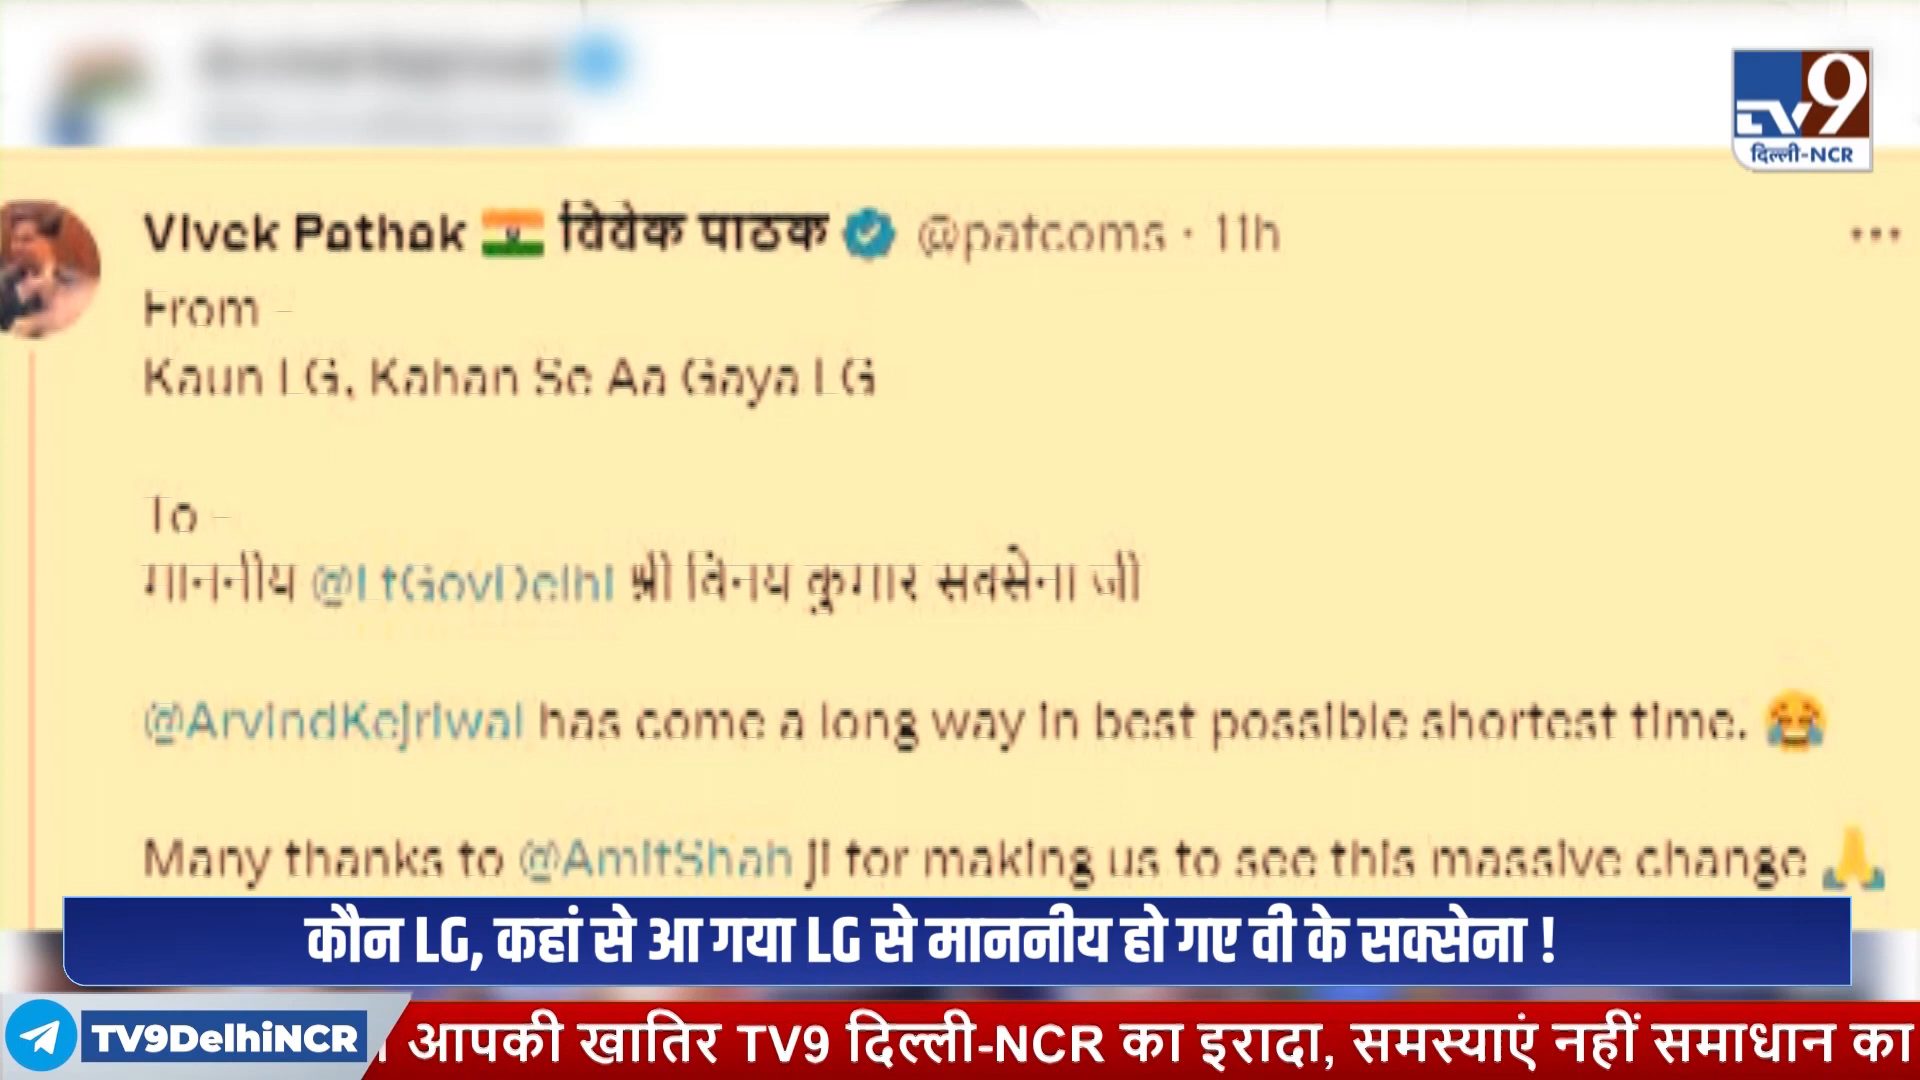 TV9
दिल्ली-NCR
Vivek Pathak 🇮🇳 विवेक पाठक @patcoms · 11h
From -
Kaun LG, Kahan Se Aa Gaya LG
To -
माननीय @LtGovDelhi श्री विनय कुमार सक्सेना जी
@ArvindKejriwal has come a long way in best possible shortest time. 😂
Many thanks to @AmitShah ji for making us to see this massive change 🙏
कौन LG, कहां से आ गया LG से माननीय हो गए वी के सक्सेना !
TV9DelhiNCR
आपकी खातिर TV9 दिल्ली-NCR का इरादा, समस्याएं नहीं समाधान का